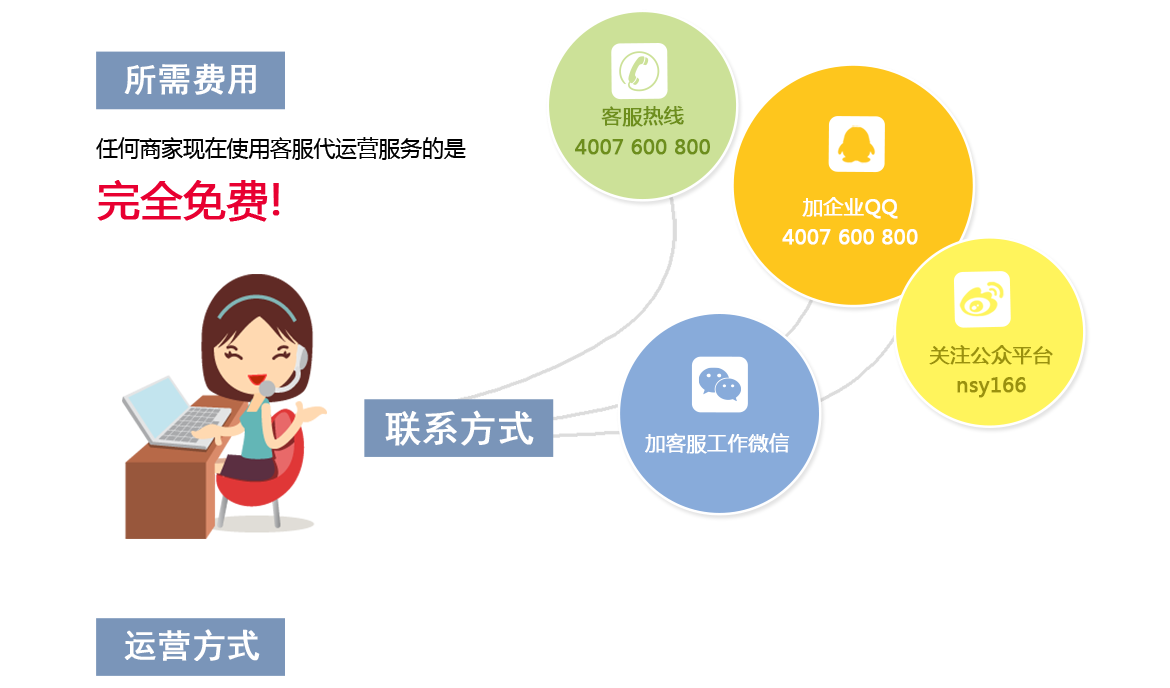 所需费用
任何商家现在使用客服代运营服务的是
完全免费!
客服热线
4007 600 800
加企业QQ
4007 600 800
关注公众平台
nsy166
加客服工作微信
联系方式
运营方式